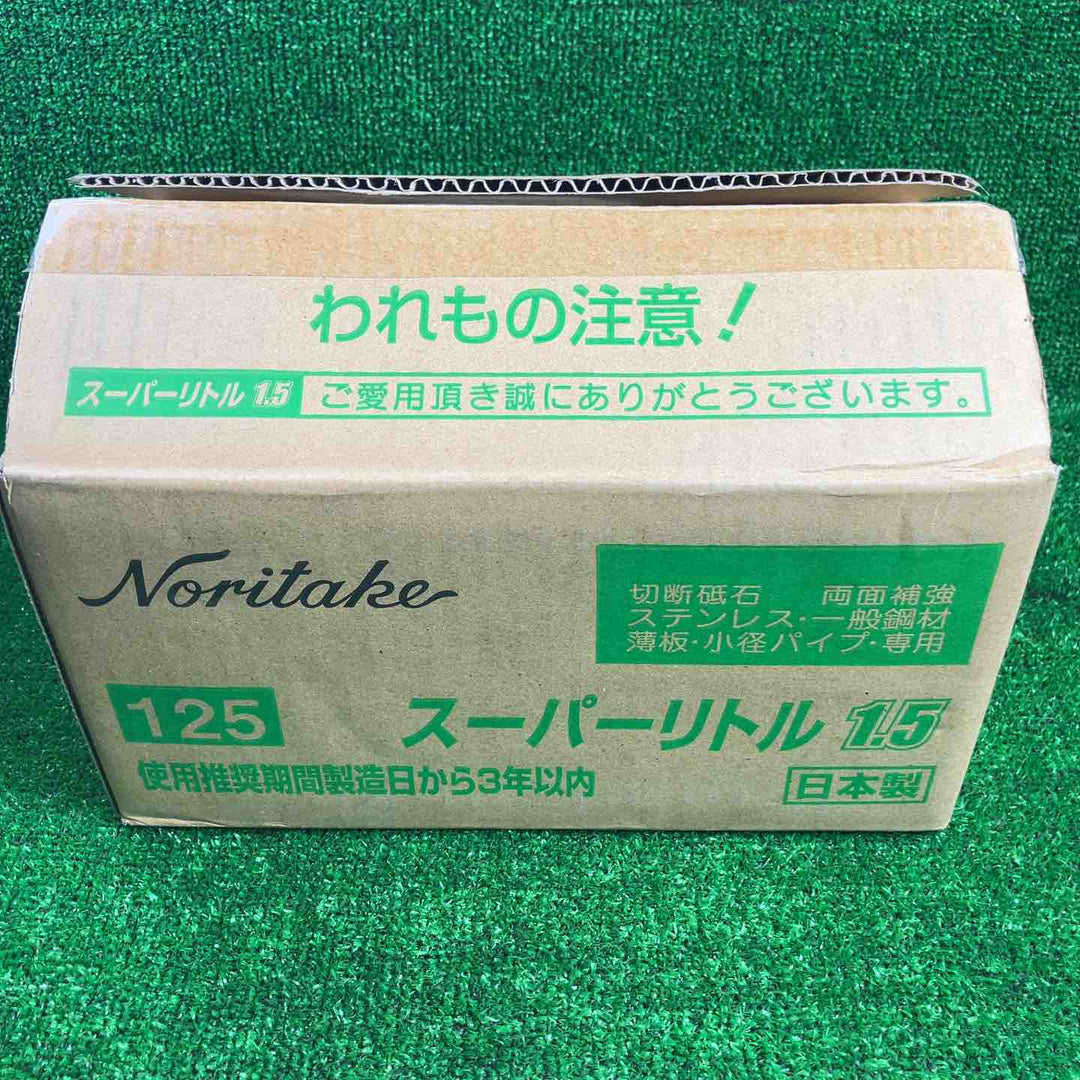 われもの注意!
スーパーリトル 1.5 ご愛用頂き誠にありがとうございます。
Noritake
切断砥石 両面補強
ステンレス・一般鋼材
薄板・小径パイプ・専用
125 スーパーリトル 1.5
使用推奨期間製造日から3年以内 日本製